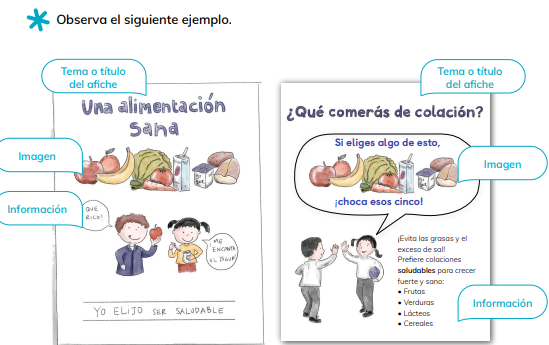 Observa el siguiente ejemplo.
Tema o título
del afiche
Una alimentación
sana
Imagen
Información
QUE
RICO!
ME
ENCANTA
EL YOGUR!
YO ELIJO SER SALUDABLE
Tema o título
del afiche
¿Qué comerás de colación?
Si eliges algo de esto,
¡choca esos cinco!
Imagen
¡Evita las grasas y el
exceso de sal!
Prefiere colaciones
saludables para crecer
fuerte y sano:
• Frutas
• Verduras
• Lácteos
• Cereales
Información